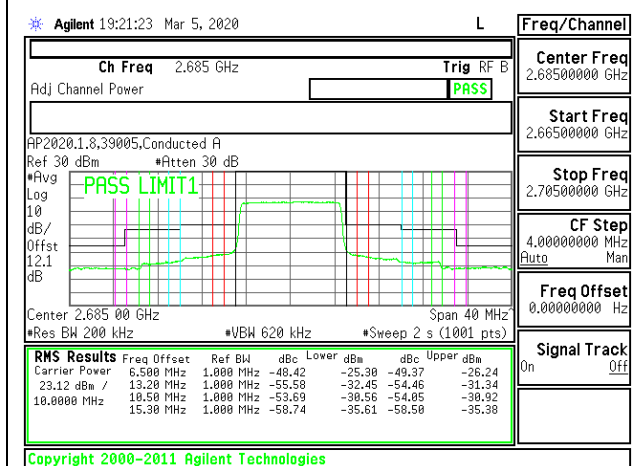 Agilent 19:21:23 Mar 5, 2020 L Freq/Channel
Ch Freq 2.685 GHz Trig RF B
Adj Channel Power PASS
AP2020.1.8,39005,Conducted A
Ref 30 dBm #Atten 30 dB
#Avg
Log
10
dB/
Offst
12.1
dB
PASS LIMIT1
Center 2.685 00 GHz Span 40 MHz
#Res BW 200 kHz #VBW 620 kHz #Sweep 2 s (1001 pts)
RMS Results Freq Offset Ref BW dBc Lower dBm dBc Upper dBm
Carrier Power 6.500 MHz 1.000 MHz -48.42 -25.30 -49.37 -26.24
23.12 dBm / 13.20 MHz 1.000 MHz -55.58 -32.45 -54.46 -31.34
10.0000 MHz 10.50 MHz 1.000 MHz -53.69 -30.56 -54.05 -30.92
15.30 MHz 1.000 MHz -58.74 -35.61 -58.50 -35.38
Copyright 2000-2011 Agilent Technologies
Center Freq
2.68500000 GHz
Start Freq
2.66500000 GHz
Stop Freq
2.70500000 GHz
CF Step
4.00000000 MHz
Auto Man
Freq Offset
0.00000000 Hz
Signal Track
On Off